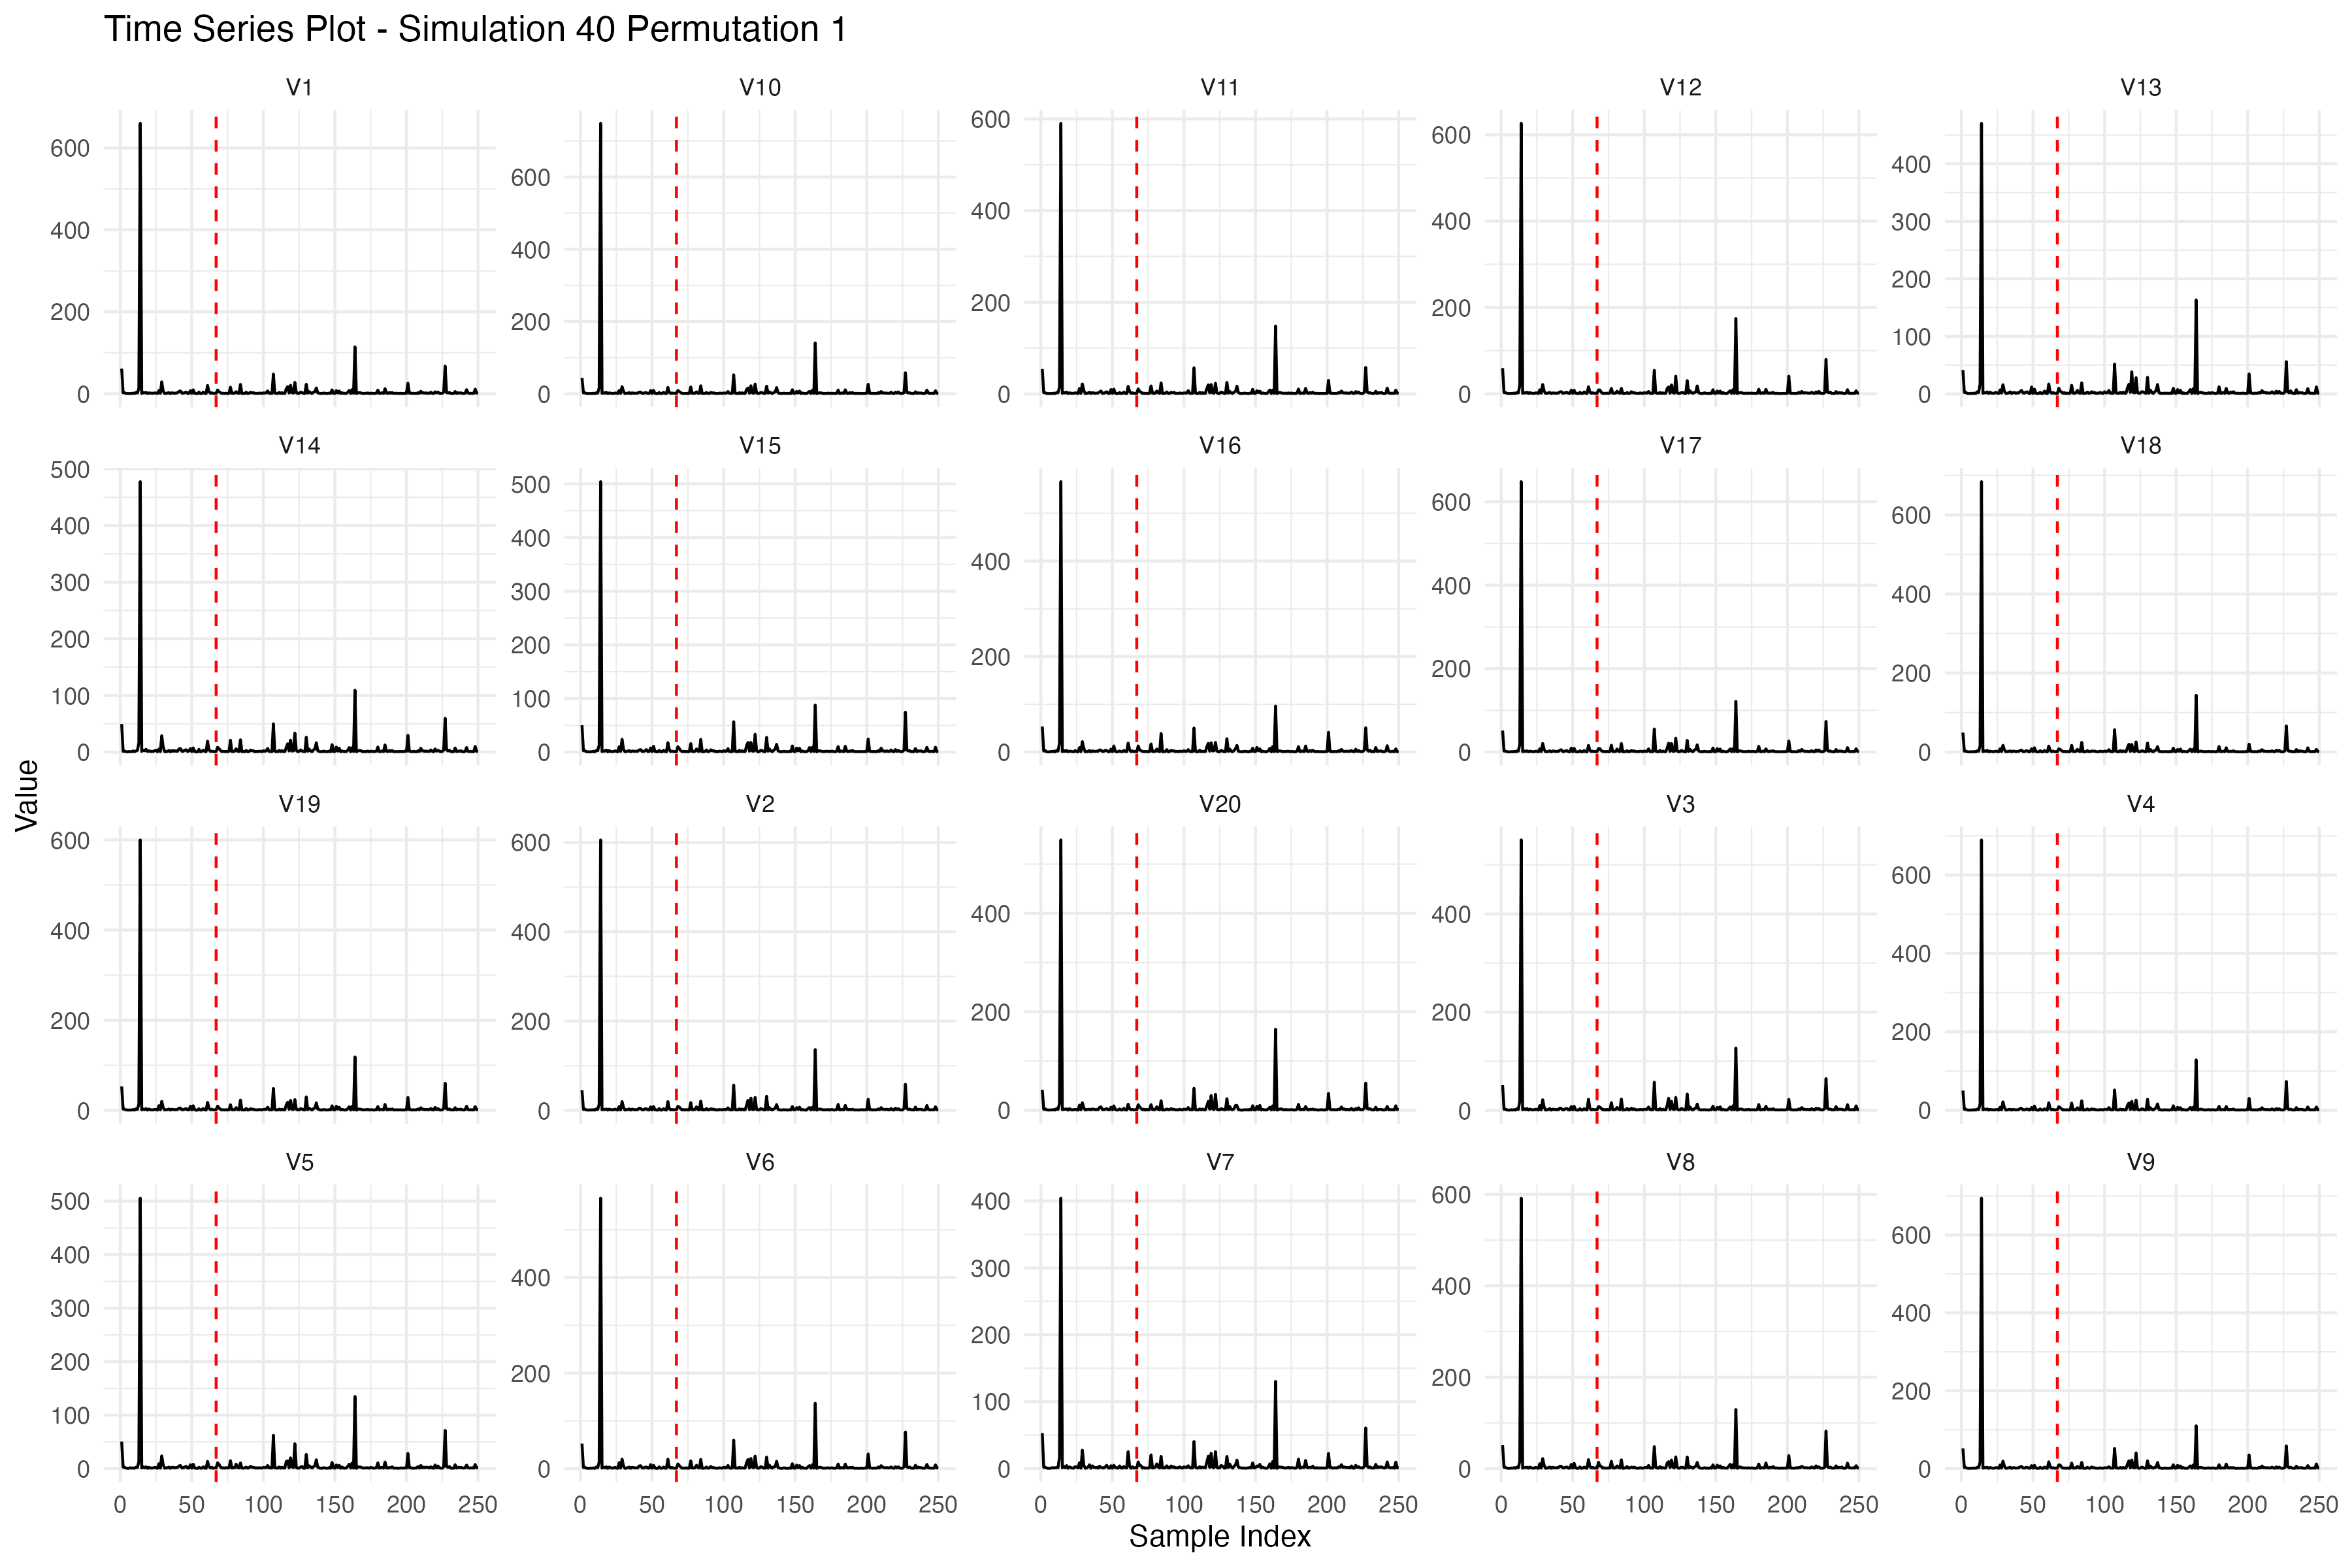 Time Series Plot - Simulation 40 Permutation 1
V1 V10 V11 V12 V13
600 400 200 0
600 400 200 0
600 400 200 0
600 400 200 0
400 300 200 100 0
V14 V15 V16 V17 V18
500 400 300 200 100 0
500 400 300 200 100 0
400 200 0
600 400 200 0
600 400 200 0
Value
V19 V2 V20 V3 V4
600 400 200 0
600 400 200 0
400 200 0
400 200 0
600 400 200 0
V5 V6 V7 V8 V9
500 400 300 200 100 0
400 200 0
400 300 200 100 0
600 400 200 0
600 400 200 0
0 50 100 150 200 250 0 50 100 150 200 250 0 50 100 150 200 250 0 50 100 150 200 250 0 50 100 150 200 250
Sample Index